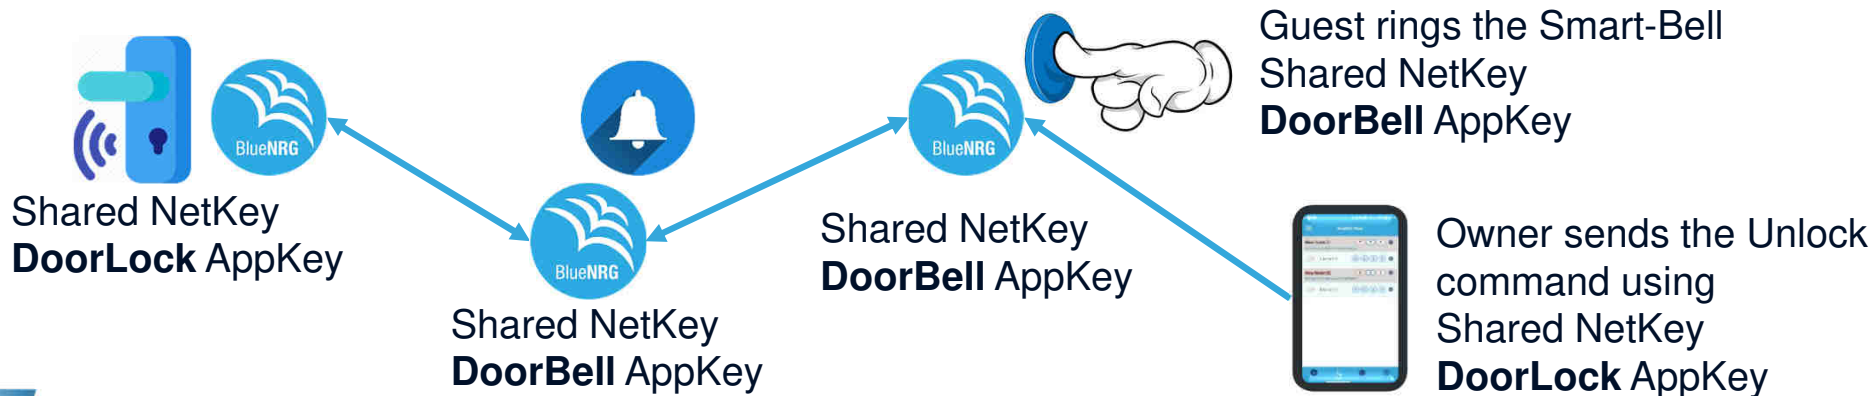 Guest rings the Smart-Bell
Shared NetKey
DoorBell AppKey
BlueNRG
Shared NetKey
DoorLock AppKey
BlueNRG
Shared NetKey
DoorBell AppKey
BlueNRG
Shared NetKey
DoorBell AppKey
Owner sends the Unlock
command using
Shared NetKey
DoorLock AppKey